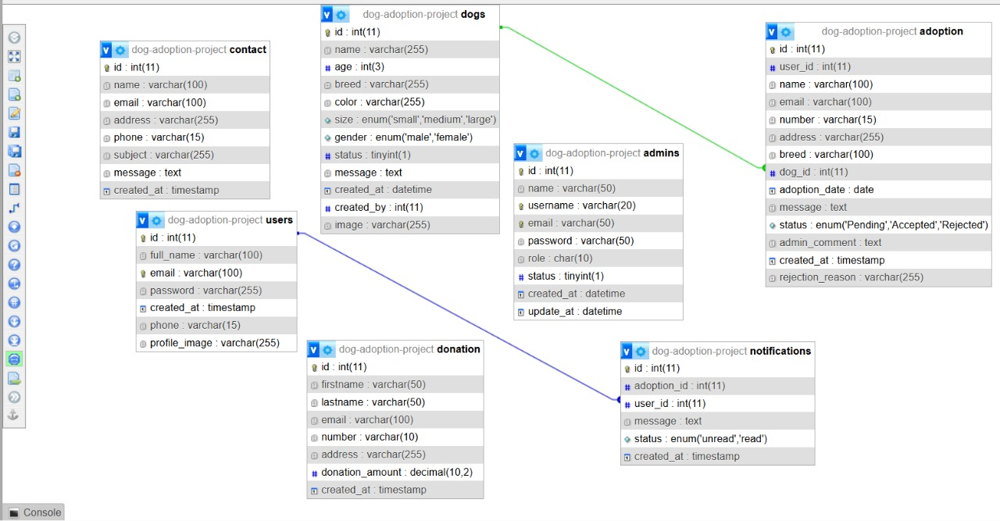 dog-adoption-project contact
id : int(11)
name : varchar(100)
email : varchar(100)
address : varchar(255)
phone : varchar(15)
subject : varchar(255)
message : text
created_at : timestamp
dog-adoption-project users
id : int(11)
full_name : varchar(100)
email : varchar(100)
password : varchar(255)
created_at : timestamp
phone : varchar(15)
profile_image : varchar(255)
dog-adoption-project dogs
id : int(11)
name : varchar(255)
age : int(3)
breed : varchar(255)
color : varchar(255)
size : enum('small','medium','large')
gender : enum('male','female')
status : tinyint(1)
message : text
created_at : datetime
created_by : int(11)
image : varchar(255)
dog-adoption-project donation
id : int(11)
firstname : varchar(50)
lastname : varchar(50)
email : varchar(100)
number : varchar(10)
address : varchar(255)
donation_amount : decimal(10,2)
created_at : timestamp
dog-adoption-project admins
id : int(11)
name : varchar(50)
username : varchar(20)
email : varchar(50)
password : varchar(50)
role : char(10)
status : tinyint(1)
created_at : datetime
update_at : datetime
dog-adoption-project notifications
id : int(11)
adoption_id : int(11)
user_id : int(11)
message : text
status : enum('unread','read')
created_at : timestamp
dog-adoption-project adoption
id : int(11)
user_id : int(11)
name : varchar(100)
email : varchar(100)
number : varchar(15)
address : varchar(255)
breed : varchar(100)
dog_id : int(11)
adoption_date : date
message : text
status : enum('Pending','Accepted','Rejected')
admin_comment : text
created_at : timestamp
rejection_reason : varchar(255)
Console